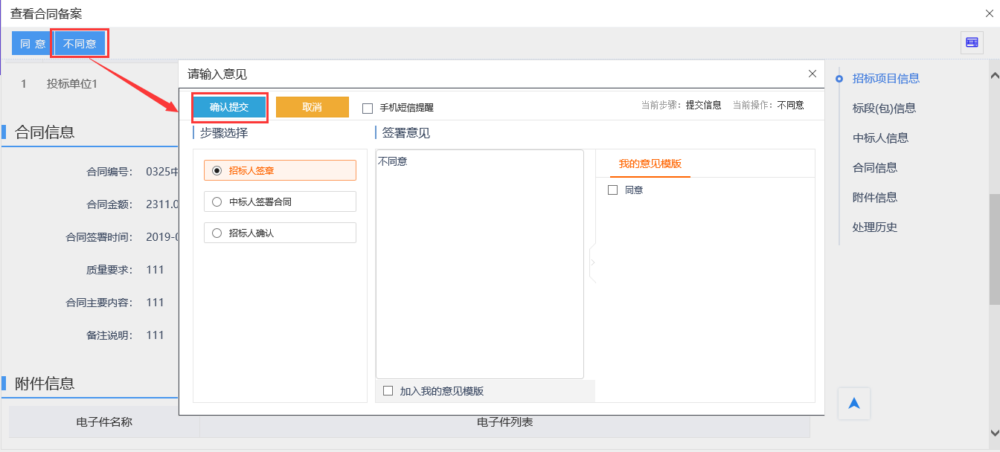 查看合同备案
同 意
不同意
1 投标单位1
合同信息
合同编号： 0325中
合同金额： 2311.0
合同签署时间： 2019-0
质量要求： 111
合同主要内容： 111
备注说明： 111
附件信息
电子件名称 电子件列表
请输入意见
确认提交 取消 手机短信提醒 当前步骤：提交信息 当前操作：不同意
步骤选择
招标人签章
中标人签署合同
招标人确认
签署意见
不同意
加入我的意见模版
我的意见模版
同意
招标项目信息
标段(包)信息
中标人信息
合同信息
附件信息
处理历史